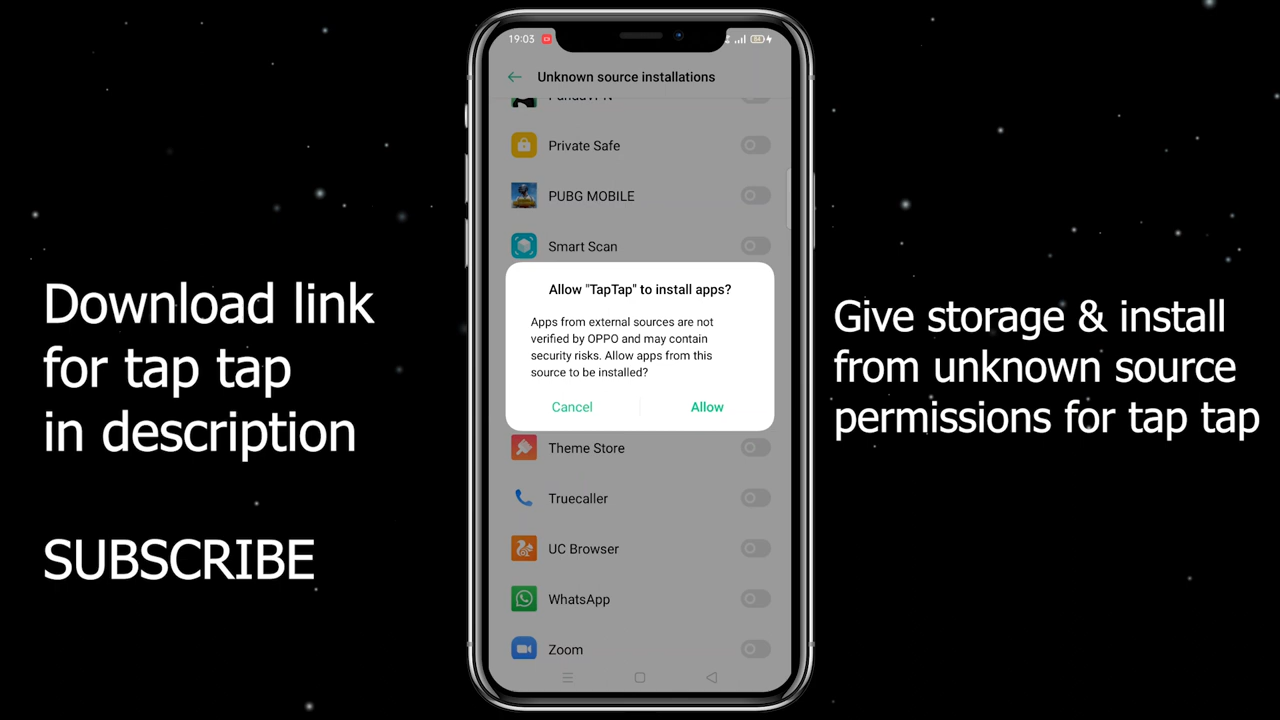 Download link
for tap tap
in description
SUBSCRIBE
19:03
84
Unknown source installations
PandaVPN
Private Safe
PUBG MOBILE
Smart Scan
Allow "TapTap" to install apps?
Apps from external sources are not
verified by OPPO and may contain
security risks. Allow apps from this
source to be installed?
Cancel
Allow
Theme Store
Truecaller
UC Browser
WhatsApp
Zoom
Give storage & install
from unknown source
permissions for tap tap